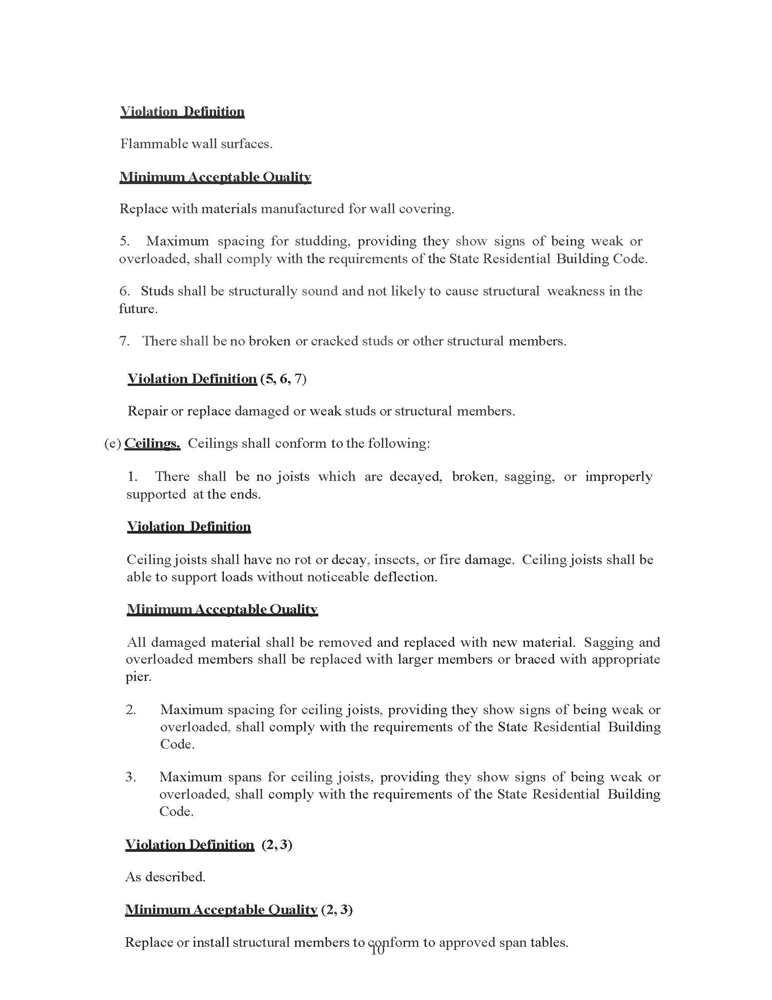 Violation Definition
Flammable wall surfaces.
Minimum Acceptable Quality
Replace with materials manufactured for wall covering.
5. Maximum spacing for studding, providing they show signs of being weak or
overloaded, shall comply with the requirements of the State Residential Building Code.
6. Studs shall be structurally sound and not likely to cause structural weakness in the
future.
7. There shall be no broken or cracked studs or other structural members.
Violation Definition (5, 6, 7)
Repair or replace damaged or weak studs or structural members.
(e) Ceilings. Ceilings shall conform to the following:
1. There shall be no joists which are decayed, broken, sagging, or improperly
supported at the ends.
Violation Definition
Ceiling joists shall have no rot or decay, insects, or fire damage. Ceiling joists shall be
able to support loads without noticeable deflection.
Minimum Acceptable Quality
All damaged material shall be removed and replaced with new material. Sagging and
overloaded members shall be replaced with larger members or braced with appropriate
pier.
2. Maximum spacing for ceiling joists, providing they show signs of being weak or
overloaded, shall comply with the requirements of the State Residential Building
Code.
3. Maximum spans for ceiling joists, providing they show signs of being weak or
overloaded, shall comply with the requirements of the State Residential Building
Code.
Violation Definition (2, 3)
As described.
Minimum Acceptable Quality (2, 3)
Replace or install structural members to conform to approved span tables.
10